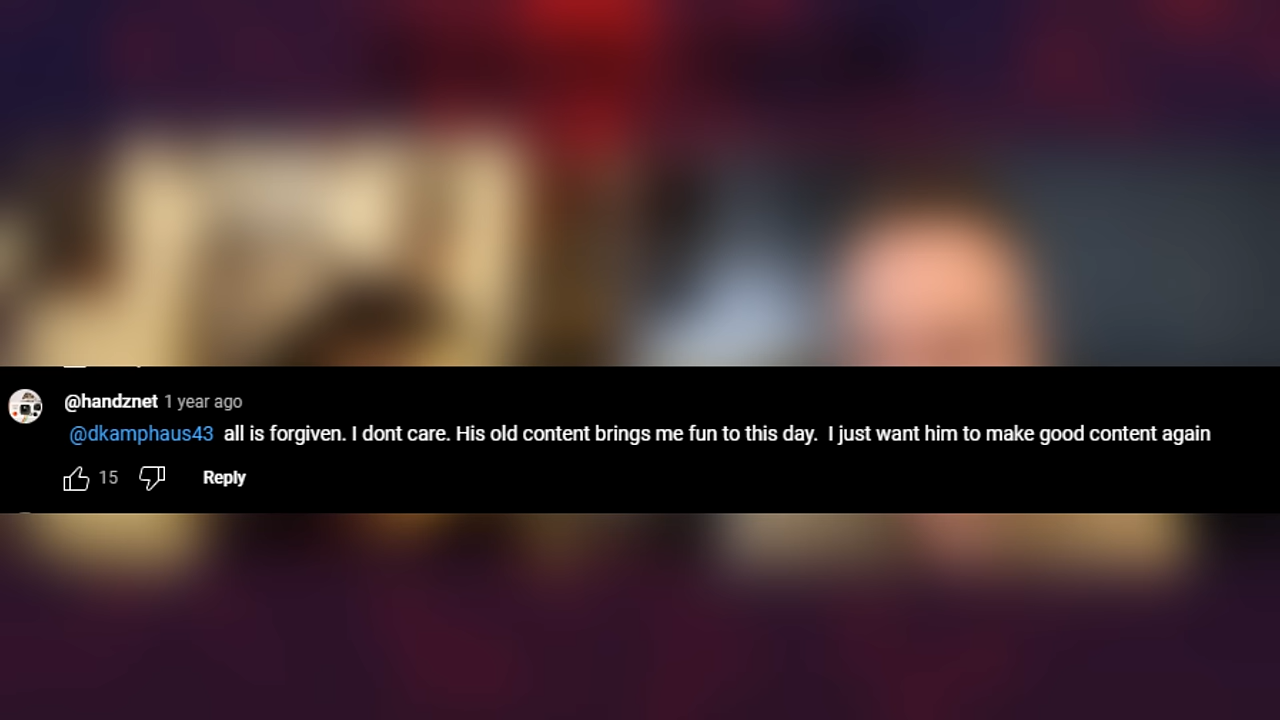 @handznet 1 year ago
@dkamphaus43 all is forgiven. I dont care. His old content brings me fun to this day.  I just want him to make good content again
15
Reply